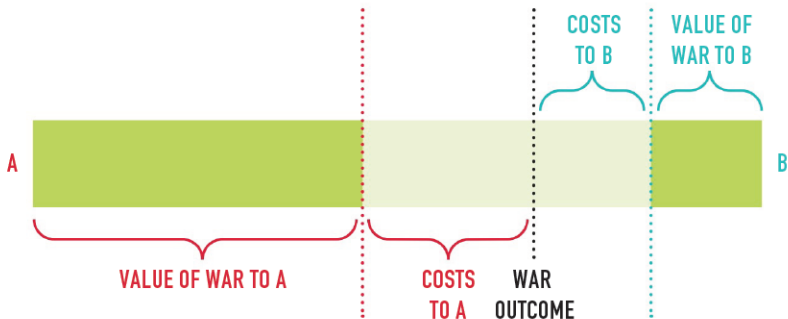 COSTS
TO B
VALUE OF
WAR TO B
A
B
VALUE OF WAR TO A
COSTS
TO A
WAR
OUTCOME